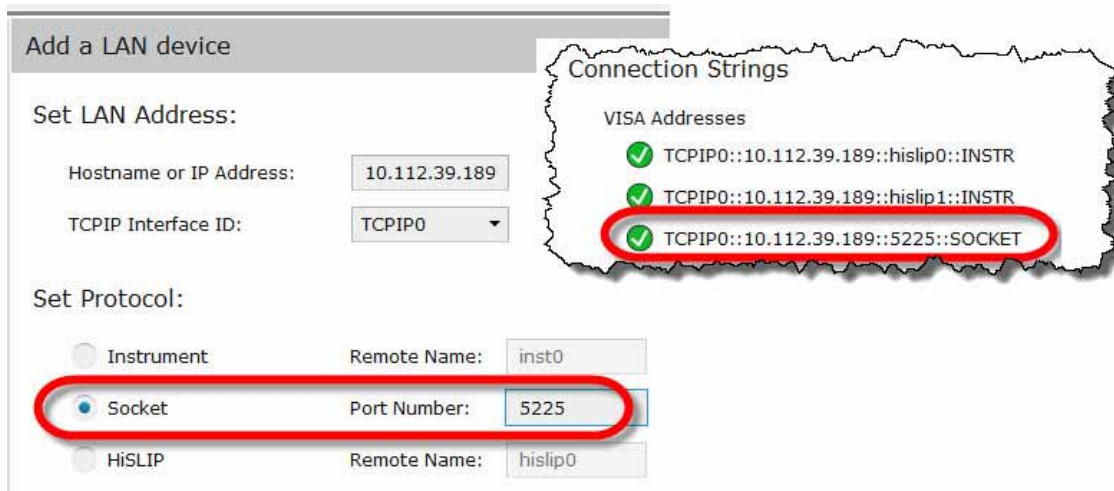 Add a LAN device
Connection Strings
VISA Addresses
TCPIP0::10.112.39.189::hislip0::INSTR
TCPIP0::10.112.39.189::hislip1::INSTR
TCPIP0::10.112.39.189::5225::SOCKET
Set LAN Address:
Hostname or IP Address: 10.112.39.189
TCPIP Interface ID: TCPIP0
Set Protocol:
Instrument Remote Name: inst0
Socket Port Number: 5225
HiSLIP Remote Name: hislip0